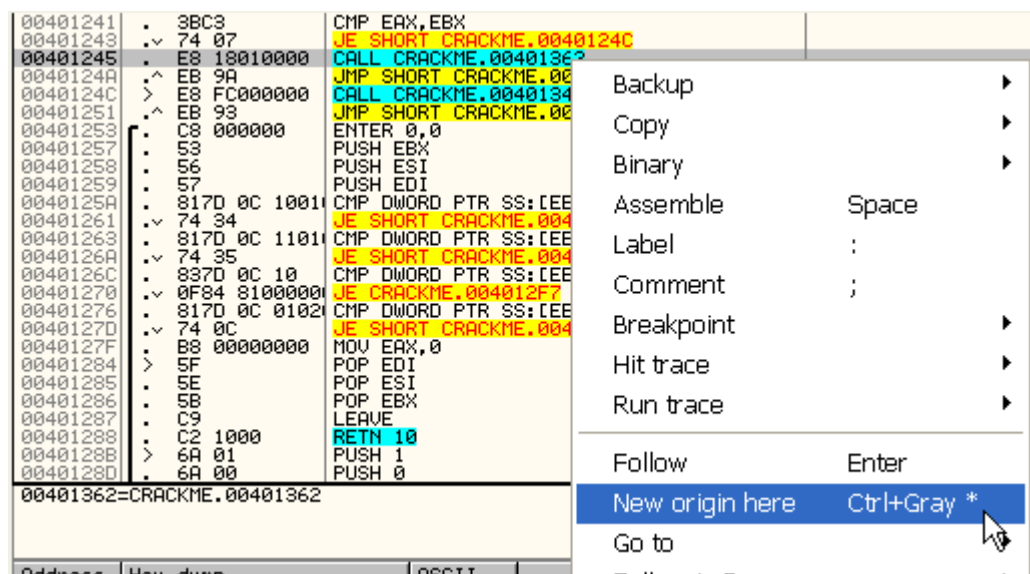 00401241 . 3BC3 CMP EAX,EBX
00401243 .v 74 07 JE SHORT CRACKME.0040124C
00401245 . E8 18010000 CALL CRACKME.00401362
0040124A .^ EB 9A JMP SHORT CRACKME.00
0040124C > E8 FC000000 CALL CRACKME.0040134
00401251 .^ EB 93 JMP SHORT CRACKME.00
00401253 . C8 000000 ENTER 0,0
00401257 . 53 PUSH EBX
00401258 . 56 PUSH ESI
00401259 . 57 PUSH EDI
0040125A . 817D 0C 1001 CMP DWORD PTR SS:[EB
00401261 .v 74 34 JE SHORT CRACKME.004
00401263 . 817D 0C 1101 CMP DWORD PTR SS:[EB
0040126A .v 74 35 JE SHORT CRACKME.004
0040126C . 837D 0C 10 CMP DWORD PTR SS:[EB
00401270 .v 0F84 8100000 JE CRACKME.004012F7
00401276 . 817D 0C 0102 CMP DWORD PTR SS:[EB
0040127D .v 74 0C JE SHORT CRACKME.004
0040127F . B8 00000000 MOV EAX,0
00401284 > 5F POP EDI
00401285 . 5E POP ESI
00401286 . 5B POP EBX
00401287 . C9 LEAVE
00401288 . C2 1000 RETN 10
0040128B > 6A 01 PUSH 1
0040128D . 6A 00 PUSH 0
00401362=CRACKME.00401362
Backup
Copy
Binary
Assemble Space
Label :
Comment ;
Breakpoint
Hit trace
Run trace
Follow Enter
New origin here Ctrl+Gray *
Go to
Address Hex dump ASCII